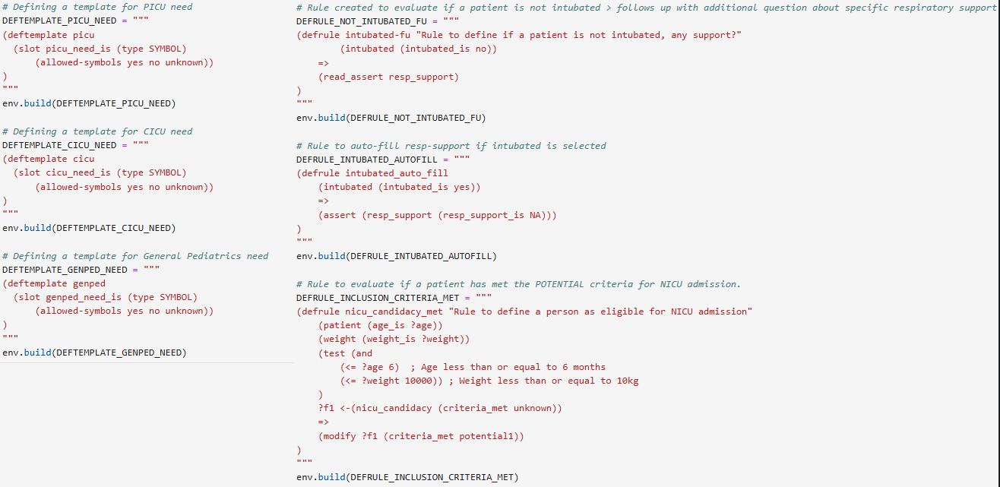 # Defining a template for PICU need
DEFTEMPLATE_PICU_NEED = """
(deftemplate picu
  (slot picu_need_is (type SYMBOL)
      (allowed-symbols yes no unknown))
)
"""
env.build(DEFTEMPLATE_PICU_NEED)

# Defining a template for CICU need
DEFTEMPLATE_CICU_NEED = """
(deftemplate cicu
  (slot cicu_need_is (type SYMBOL)
      (allowed-symbols yes no unknown))
)
"""
env.build(DEFTEMPLATE_CICU_NEED)

# Defining a template for General Pediatrics need
DEFTEMPLATE_GENPED_NEED = """
(deftemplate genped
  (slot genped_need_is (type SYMBOL)
      (allowed-symbols yes no unknown))
)
"""
env.build(DEFTEMPLATE_GENPED_NEED)

# Rule created to evaluate if a patient is not intubated > follows up with additional question about specific respiratory support
DEFRULE_NOT_INTUBATED_FU = """
(defrule intubated-fu "Rule to define if a patient is not intubated, any support?"
        (intubated (intubated_is no))
    =>
    (read_assert resp_support)
)
"""
env.build(DEFRULE_NOT_INTUBATED_FU)

# Rule to auto-fill resp-support if intubated is selected
DEFRULE_INTUBATED_AUTOFILL = """
(defrule intubated_auto_fill
    (intubated (intubated_is yes))
    =>
    (assert (resp_support (resp_support_is NA)))
)
"""
env.build(DEFRULE_INTUBATED_AUTOFILL)

# Rule to evaluate if a patient has met the POTENTIAL criteria for NICU admission.
DEFRULE_INCLUSION_CRITERIA_MET = """
(defrule nicu_candidacy_met "Rule to define a person as eligible for NICU admission"
    (patient (age_is ?age))
    (weight (weight_is ?weight))
    (test (and
        (<= ?age 6)  ; Age less than or equal to 6 months
        (<= ?weight 10000)) ; Weight less than or equal to 10kg
    )
    ?f1 <-(nicu_candidacy (criteria_met unknown))
    =>
    (modify ?f1 (criteria_met potential1))
)
"""
env.build(DEFRULE_INCLUSION_CRITERIA_MET)